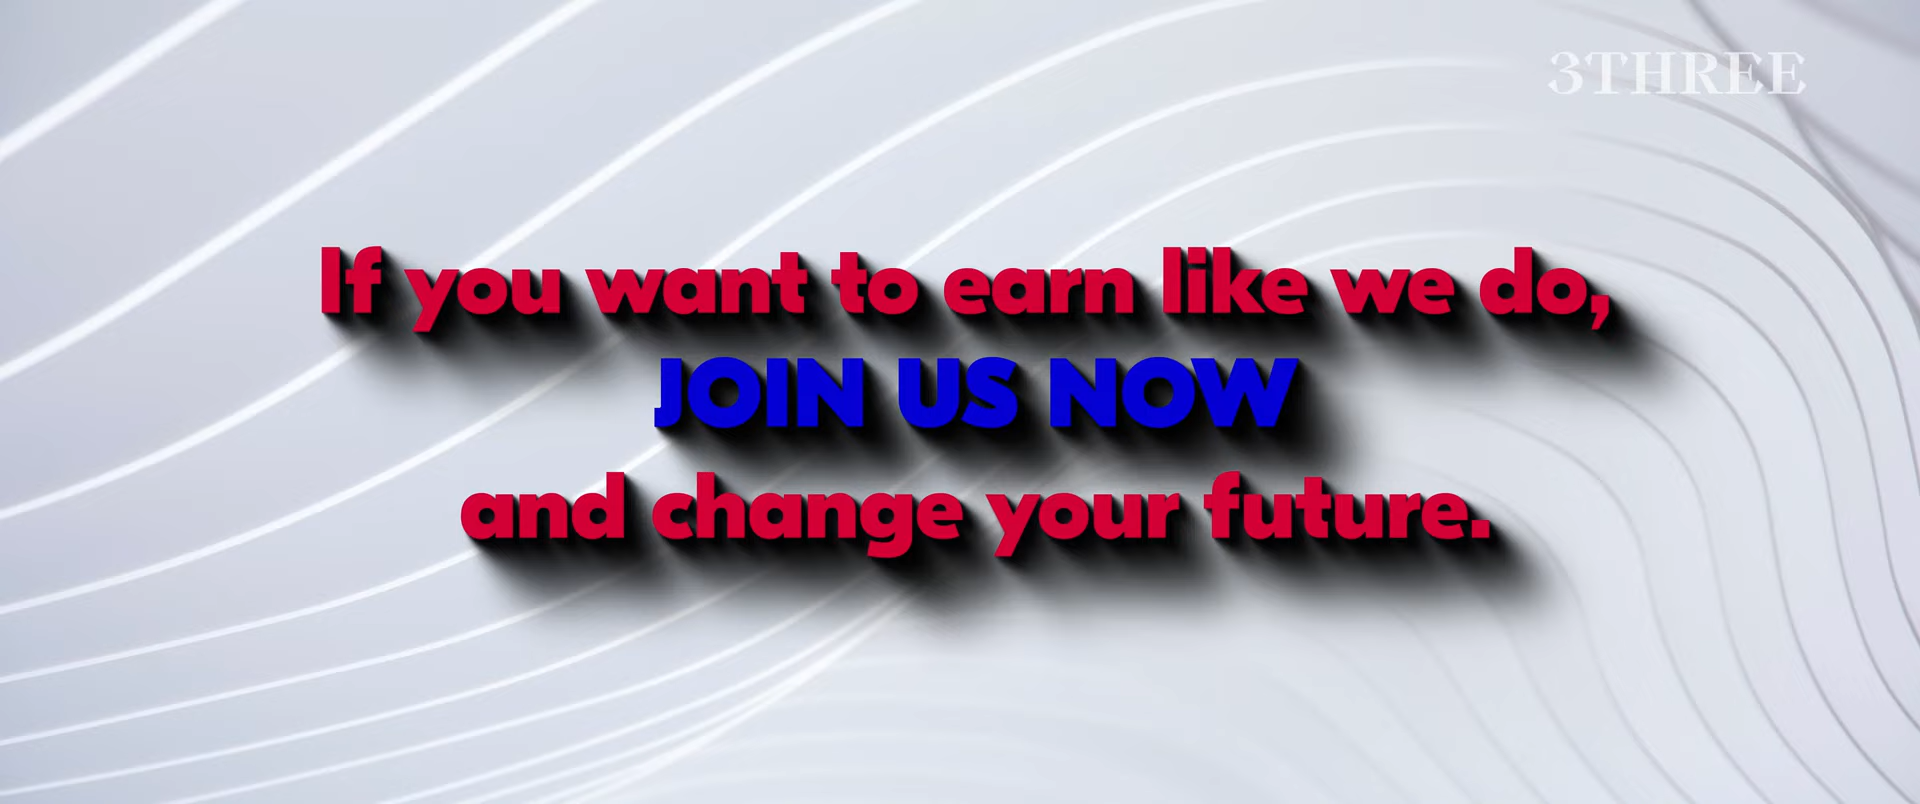 3THREE
If you want to earn like we do,
JOIN US NOW
and change your future.